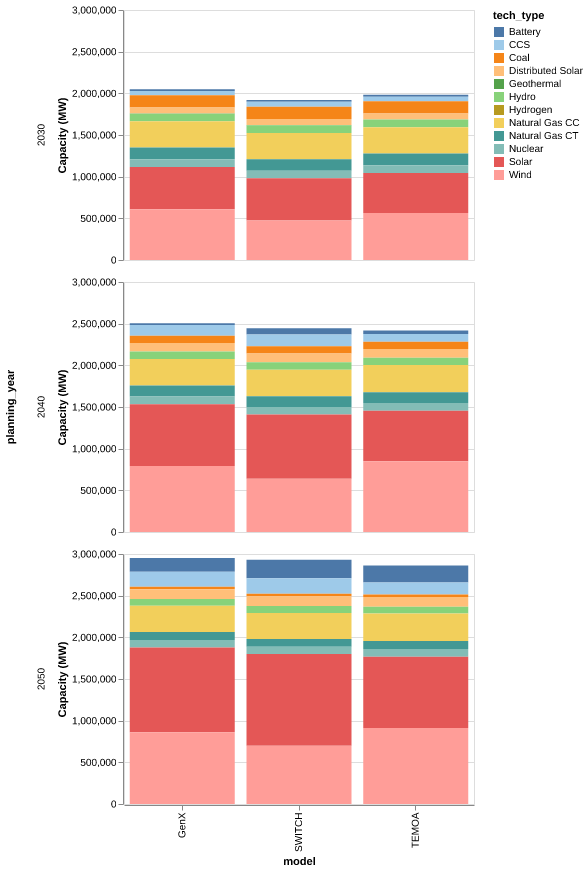 tech_type
Battery
CCS
Coal
Distributed Solar
Geothermal
Hydro
Hydrogen
Natural Gas CC
Natural Gas CT
Nuclear
Solar
Wind
planning_year
2030
Capacity (MW)
3,000,000
2,500,000
2,000,000
1,500,000
1,000,000
500,000
0
2040
Capacity (MW)
3,000,000
2,500,000
2,000,000
1,500,000
1,000,000
500,000
0
2050
Capacity (MW)
3,000,000
2,500,000
2,000,000
1,500,000
1,000,000
500,000
0
GenX
SWITCH
TEMOA
model